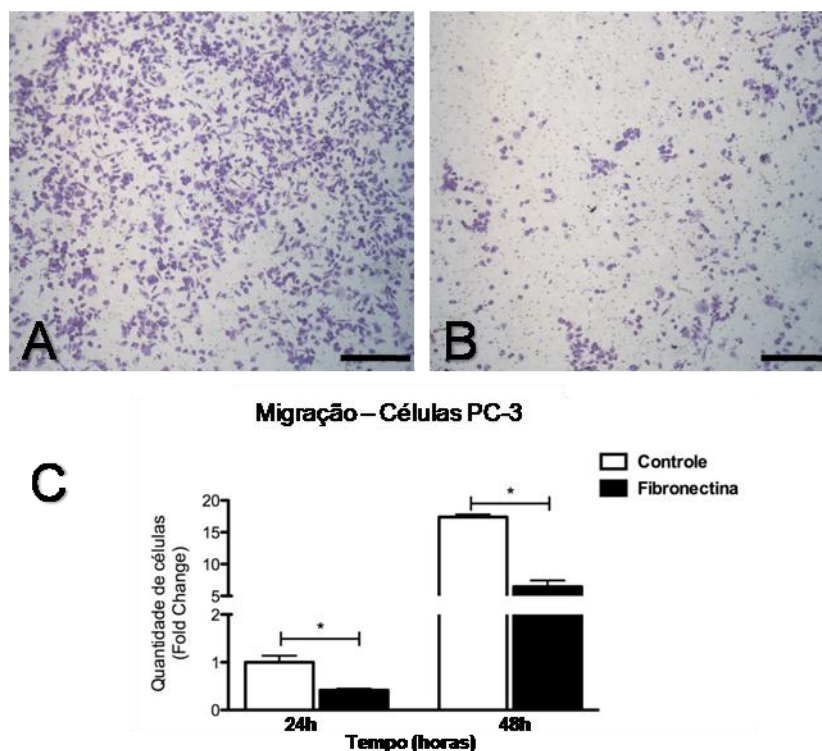 A
B
C
Migração – Células PC-3
Controle
Fibronectina
Quantidade de células
(Fold Change)
20
15
10
5
2
1
0
*
*
24h
48h
Tempo (horas)